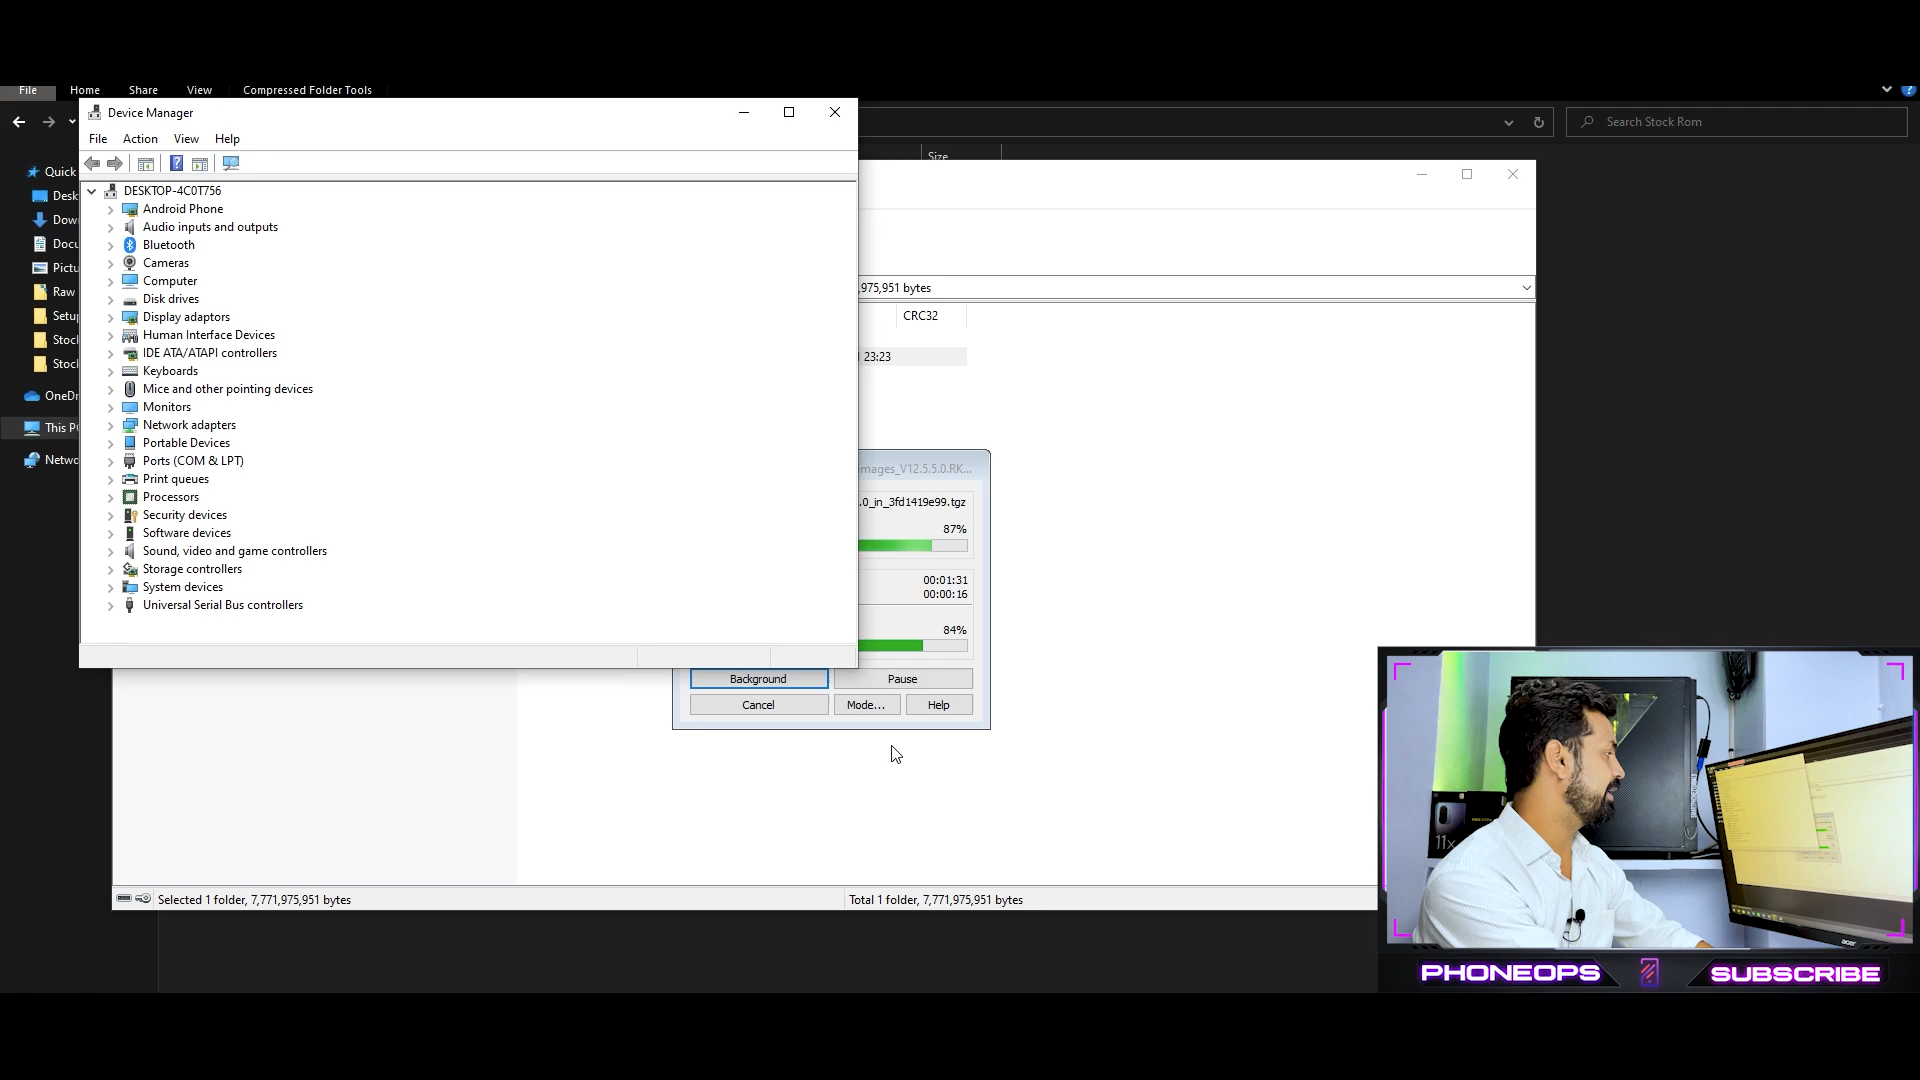 File Home Share View Compressed Folder Tools
Search Stock Rom
Size
Device Manager
File Action View Help
DESKTOP-4C0T756
Android Phone
Audio inputs and outputs
Bluetooth
Cameras
Computer
Disk drives
Display adaptors
Human Interface Devices
IDE ATA/ATAPI controllers
Keyboards
Mice and other pointing devices
Monitors
Network adapters
Portable Devices
Ports (COM & LPT)
Print queues
Processors
Security devices
Software devices
Sound, video and game controllers
Storage controllers
System devices
Universal Serial Bus controllers
Quick
Desk
Dow
Docu
Pictu
Raw
Setu
Stoc
Stoc
OneDr
This P
Netwo
,975,951 bytes
CRC32
23:23
mages_V12.5.5.0.RK...
.0_in_3fd1419e99.tgz
87%
00:01:31
00:00:16
84%
Background Pause
Cancel Mode... Help
Selected 1 folder, 7,771,975,951 bytes
Total 1 folder, 7,771,975,951 bytes
11x
acer
PHONEOPS SUBSCRIBE